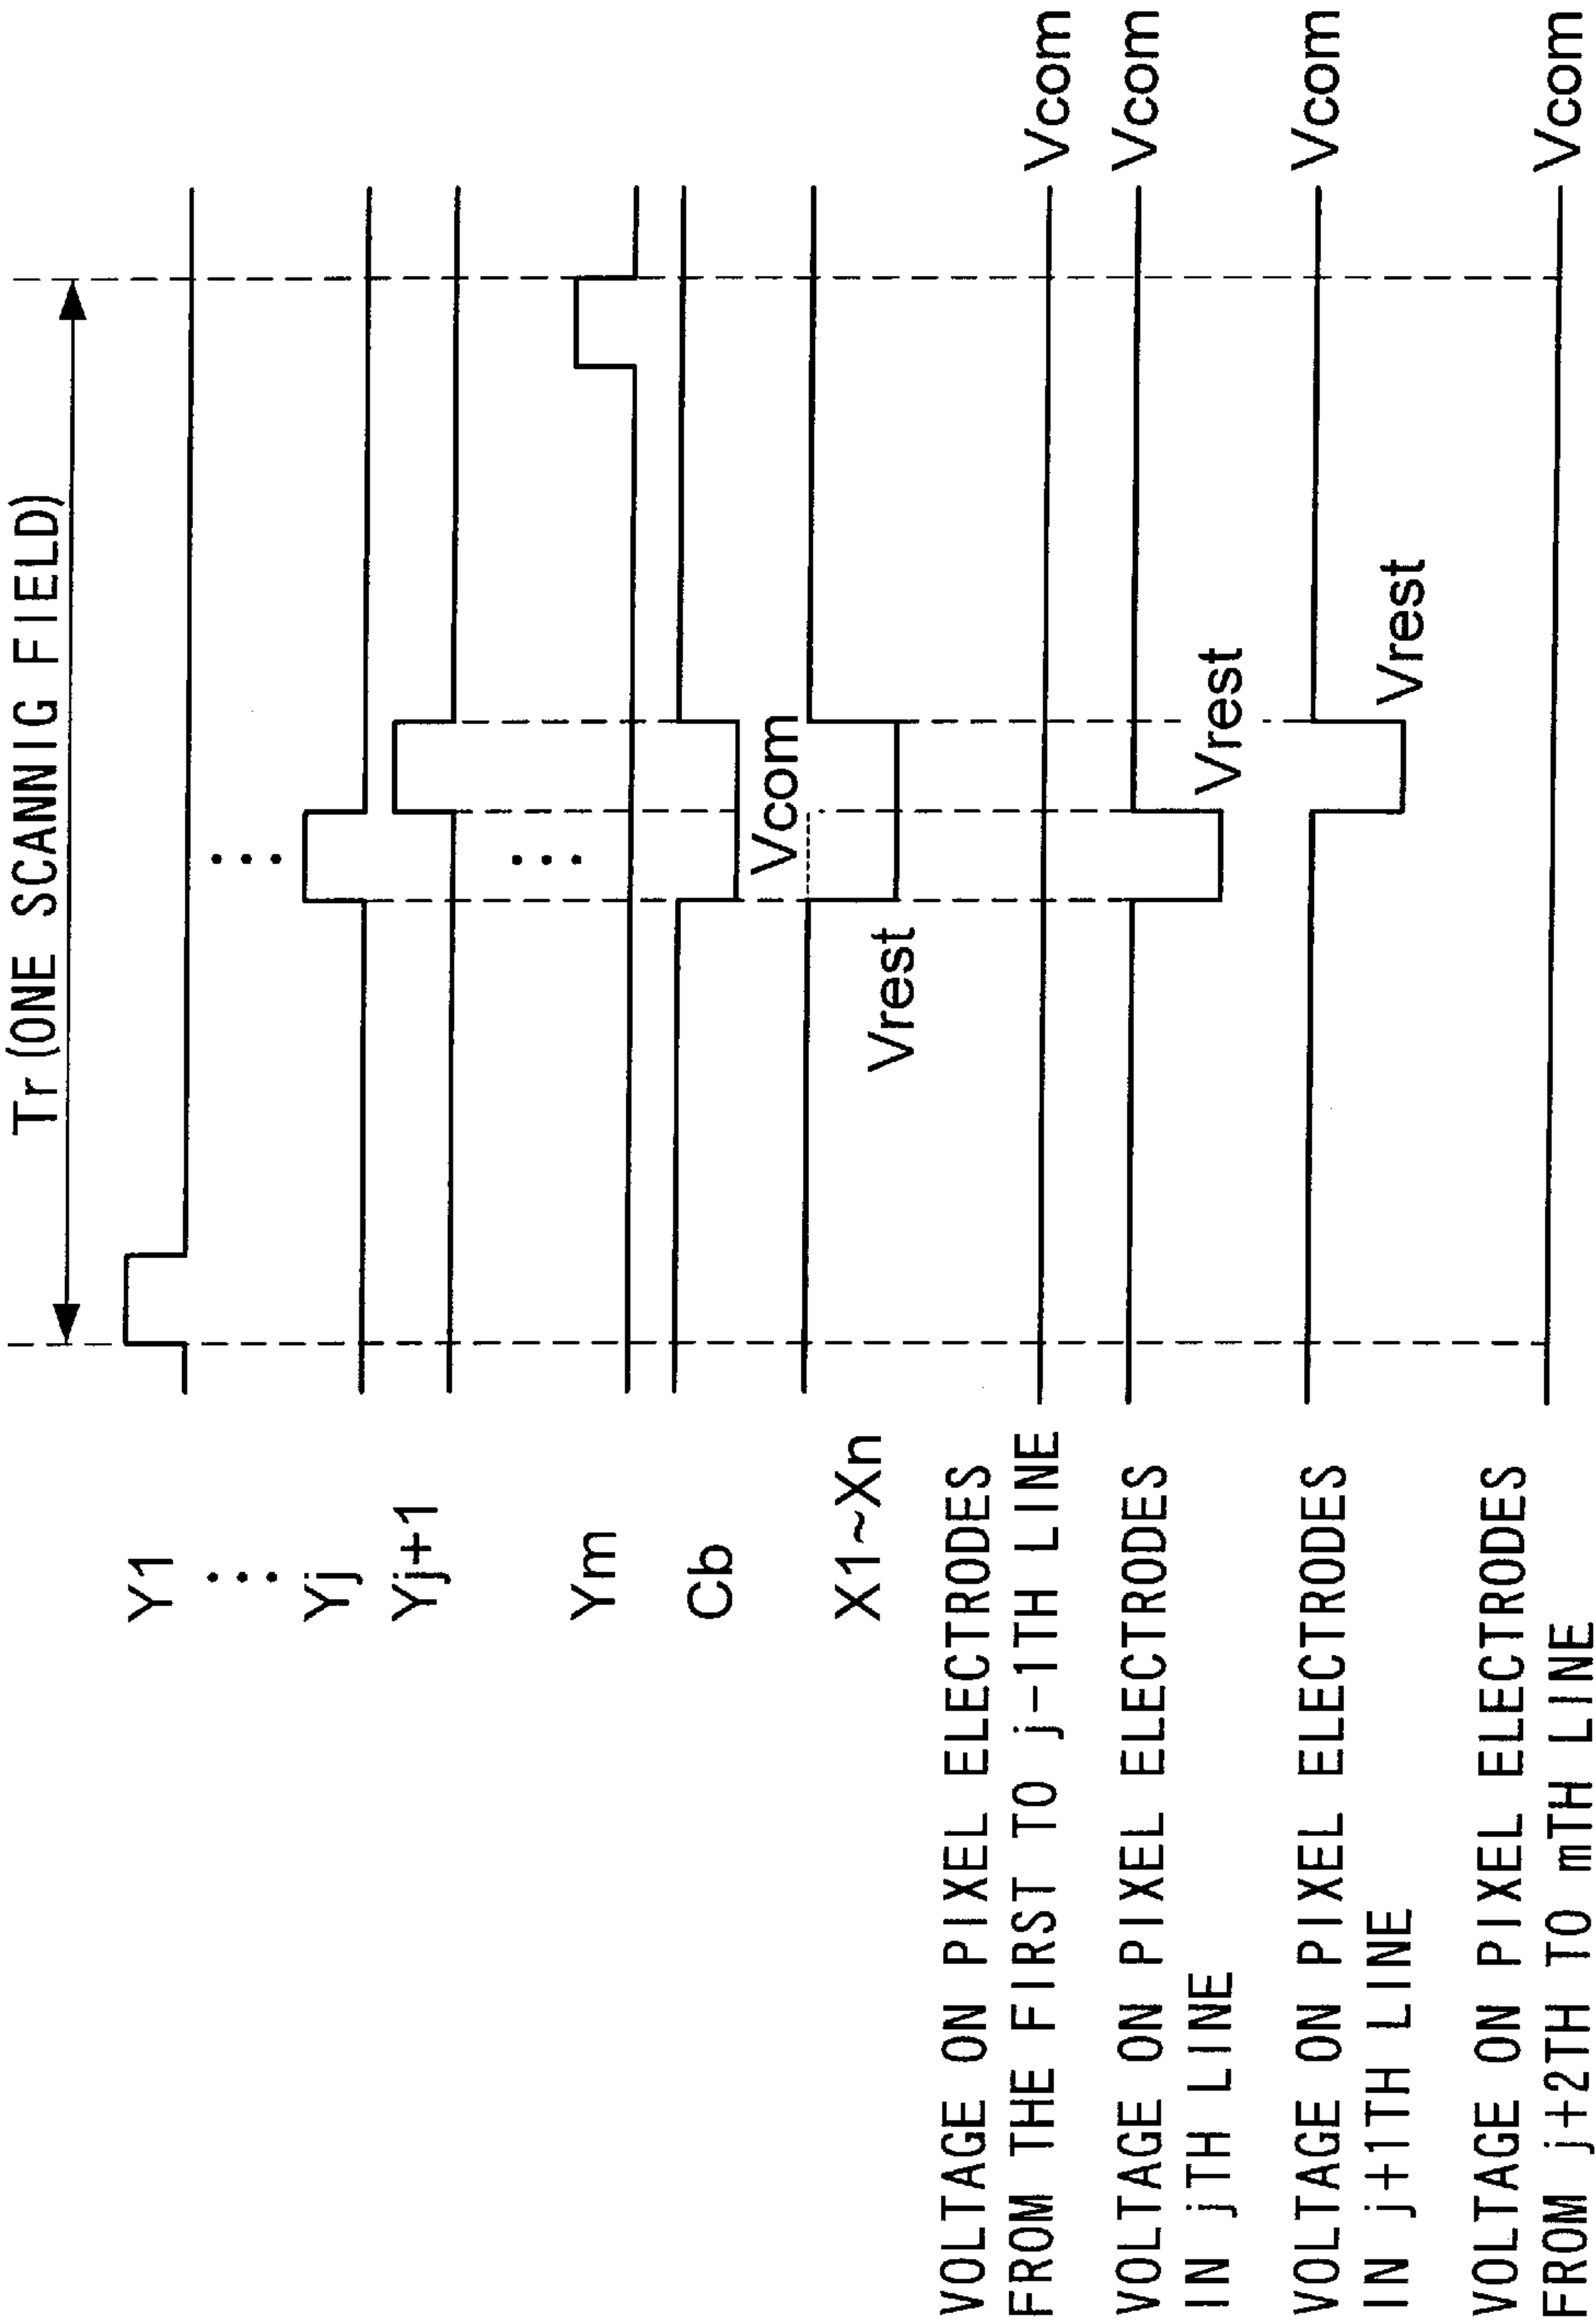 Tr (ONE SCANNIG FIELD)
Y1
Yj
Yj+1
Ym
Cb
Vcom
X1~Xn
Vrest
VOLTAGE ON PIXEL ELECTRODES
FROM THE FIRST TO j-1TH LINE
Vcom
VOLTAGE ON PIXEL ELECTRODES
IN jTH LINE
Vrest
Vcom
VOLTAGE ON PIXEL ELECTRODES
IN j+1TH LINE
Vrest
Vcom
VOLTAGE ON PIXEL ELECTRODES
FROM j+2TH TO mTH LINE
Vcom